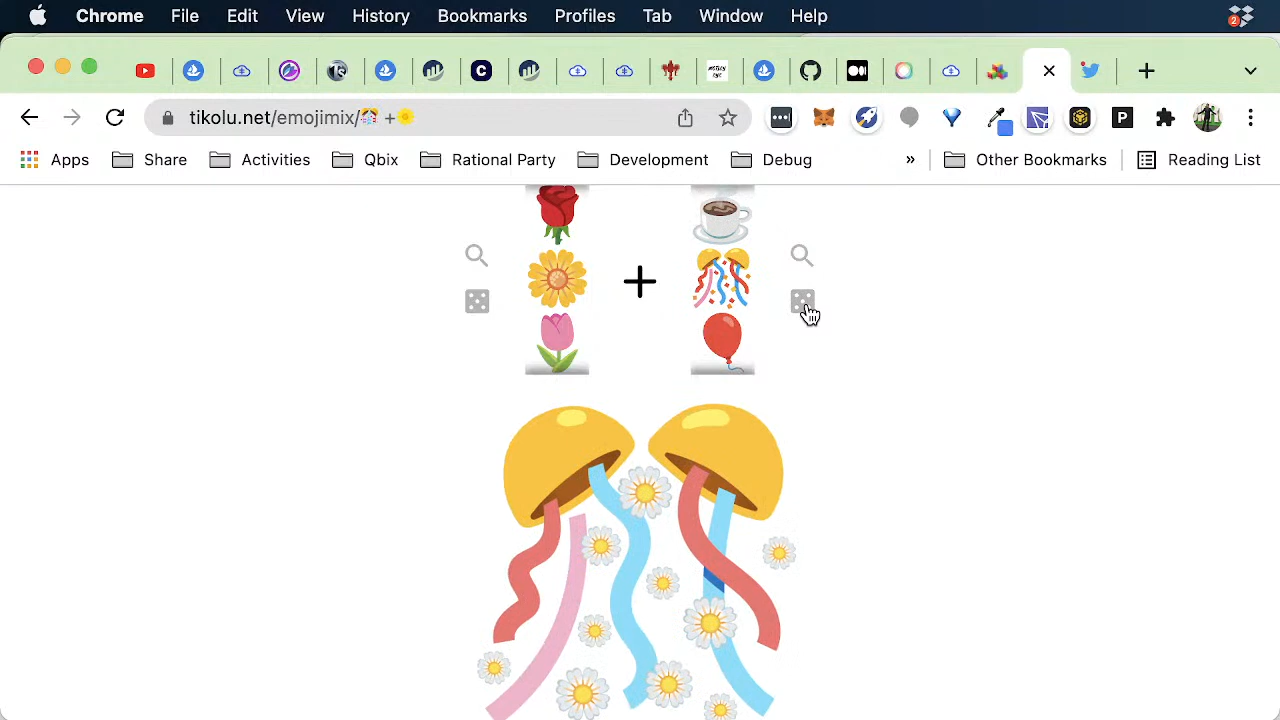 Chrome File Edit View History Bookmarks Profiles Tab Window Help
2
tikolu.net/emojimix/🎊+🌼
P
Apps Share Activities Qbix Rational Party Development Debug » Other Bookmarks Reading List
+